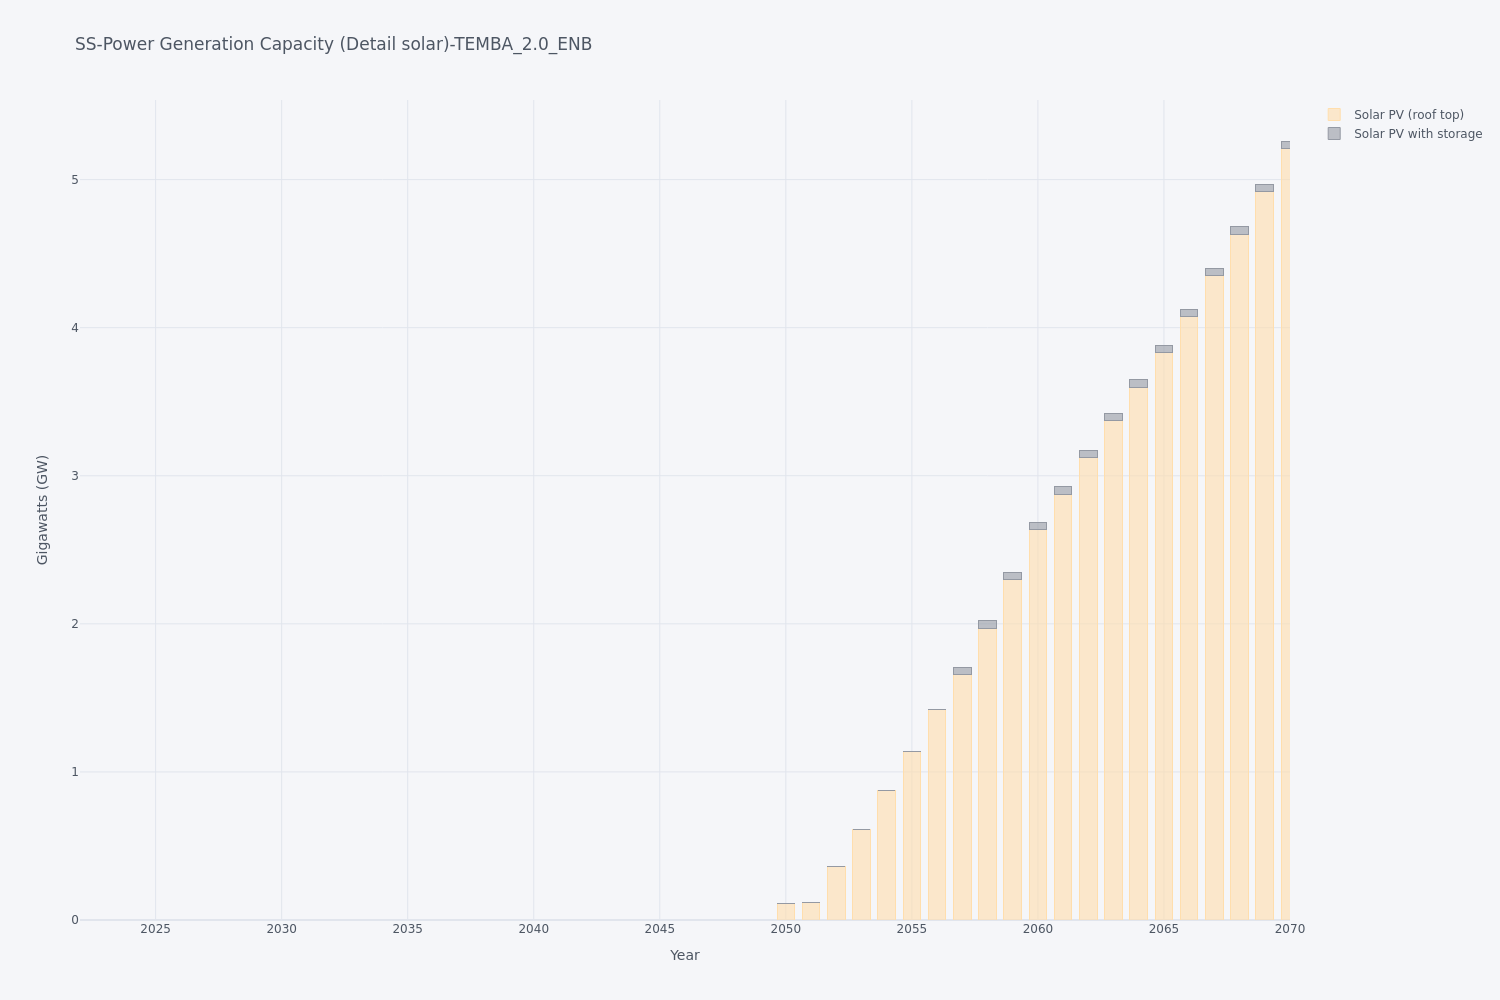 SS-Power Generation Capacity (Detail solar)-TEMBA_2.0_ENB
Solar PV (roof top)
Solar PV with storage
Gigawatts (GW)
5
4
3
2
1
0
2025 2030 2035 2040 2045 2050 2055 2060 2065 2070
Year